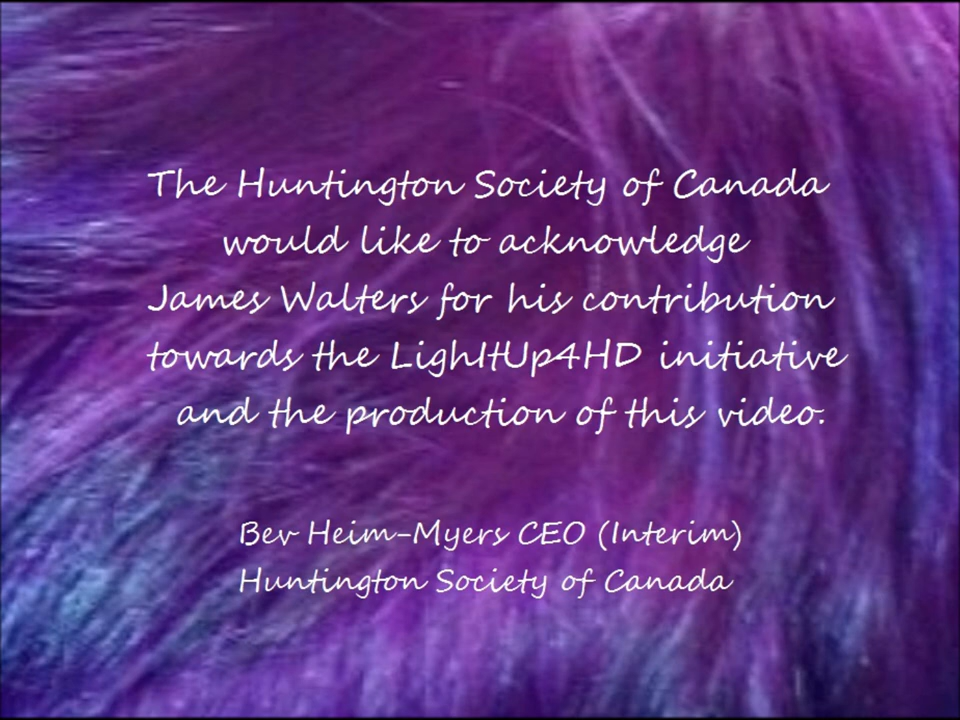 The Huntington Society of Canada
would like to acknowledge
James Walters for his contribution
towards the LighItUp4HD initiative
and the production of this video.
Bev Heim-Myers CEO (Interim)
Huntington Society of Canada